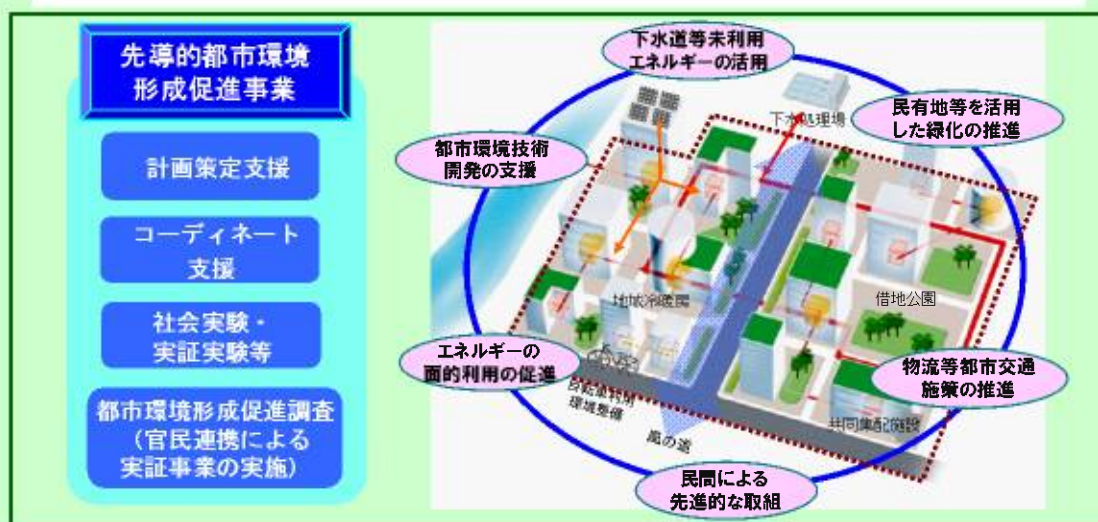 先導的都市環境
形成促進事業
計画策定支援
コーディネート
支援
社会実験・
実証実験等
都市環境形成促進調査
（官民連携による
実証事業の実施）
下水道等未利用
エネルギーの活用
下水処理場
民有地等を活用
した緑化の推進
都市環境技術
開発の支援
地域冷暖房
借地公園
エネルギーの
面的利用の促進
物流等都市交通
施策の推進
環境整備
共同集配施設
風の道
民間による
先進的な取組